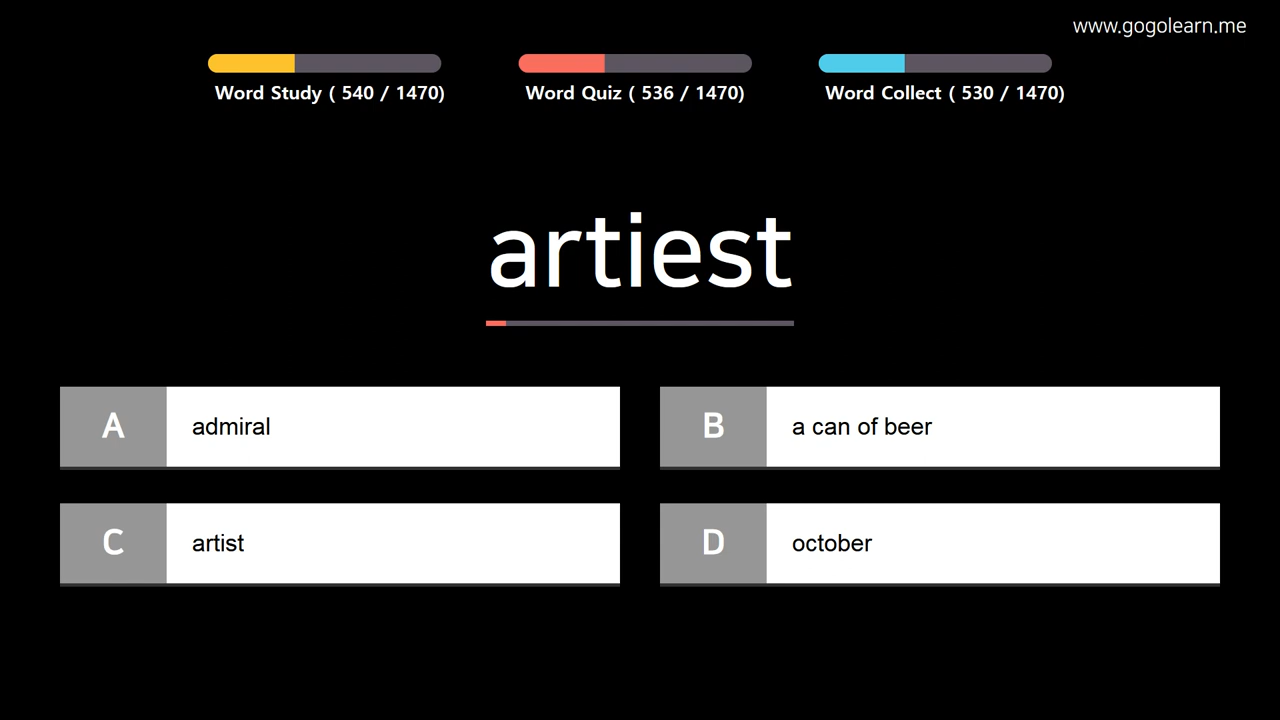 www.gogolearn.me
Word Study ( 540 / 1470)
Word Quiz ( 536 / 1470)
Word Collect ( 530 / 1470)
artiest
A admiral
B a can of beer
C artist
D october